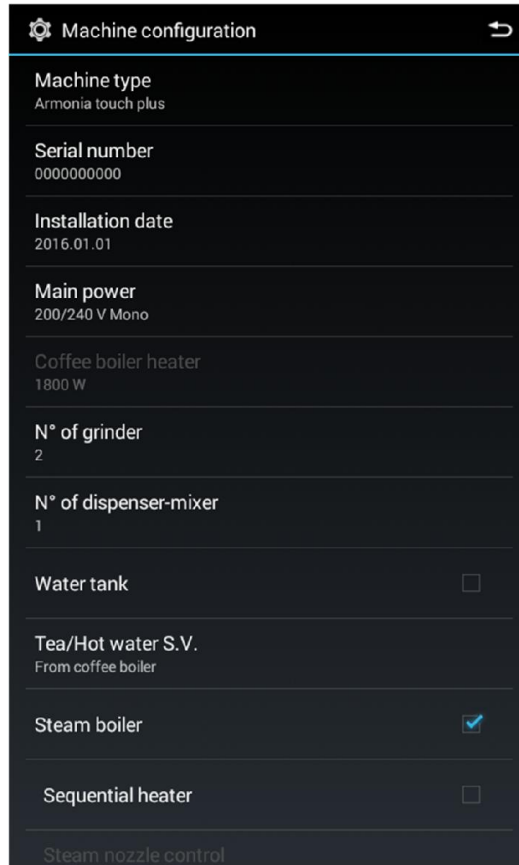 Machine configuration
Machine type
Armonia touch plus
Serial number
0000000000
Installation date
2016.01.01
Main power
200/240 V Mono
Coffee boiler heater
1800 W
N° of grinder
2
N° of dispenser-mixer
1
Water tank
Tea/Hot water S.V.
From coffee boiler
Steam boiler
Sequential heater
Steam nozzle control